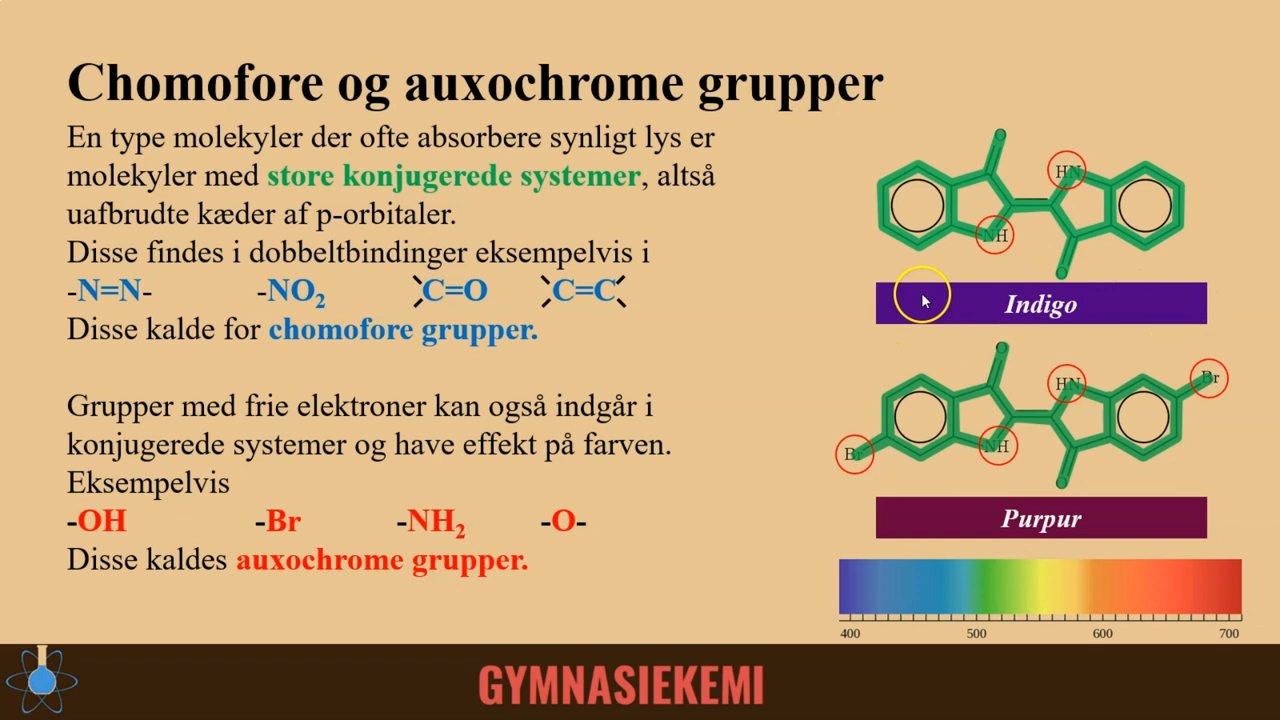 Chomofore og auxochrome grupper
En type molekyler der ofte absorbere synligt lys er
molekyler med store konjugerede systemer, altså
uafbrudte kæder af p-orbitaler.
Disse findes i dobbeltbindinger eksempelvis i
-N=N- -NO2 C=O C=C
Disse kalde for chomofore grupper.
Grupper med frie elektroner kan også indgår i
konjugerede systemer og have effekt på farven.
Eksempelvis
-OH -Br -NH2 -O-
Disse kaldes auxochrome grupper.
O
HN
NH
O
Indigo
O
HN
Br
Br
NH
O
Purpur
400 500 600 700
GYMNASIEKEMI